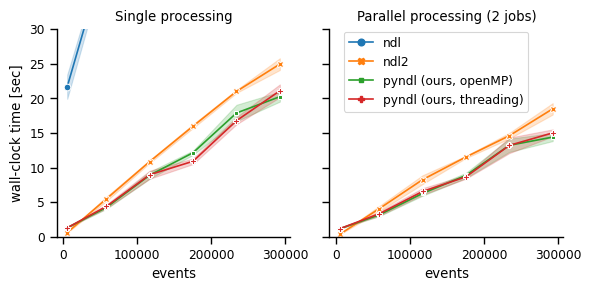 Single processing
Parallel processing (2 jobs)
wall-clock time [sec]
30
25
20
15
10
5
0
0
100000
200000
300000
events
ndl
ndl2
pyndl (ours, openMP)
pyndl (ours, threading)
0
100000
200000
300000
events